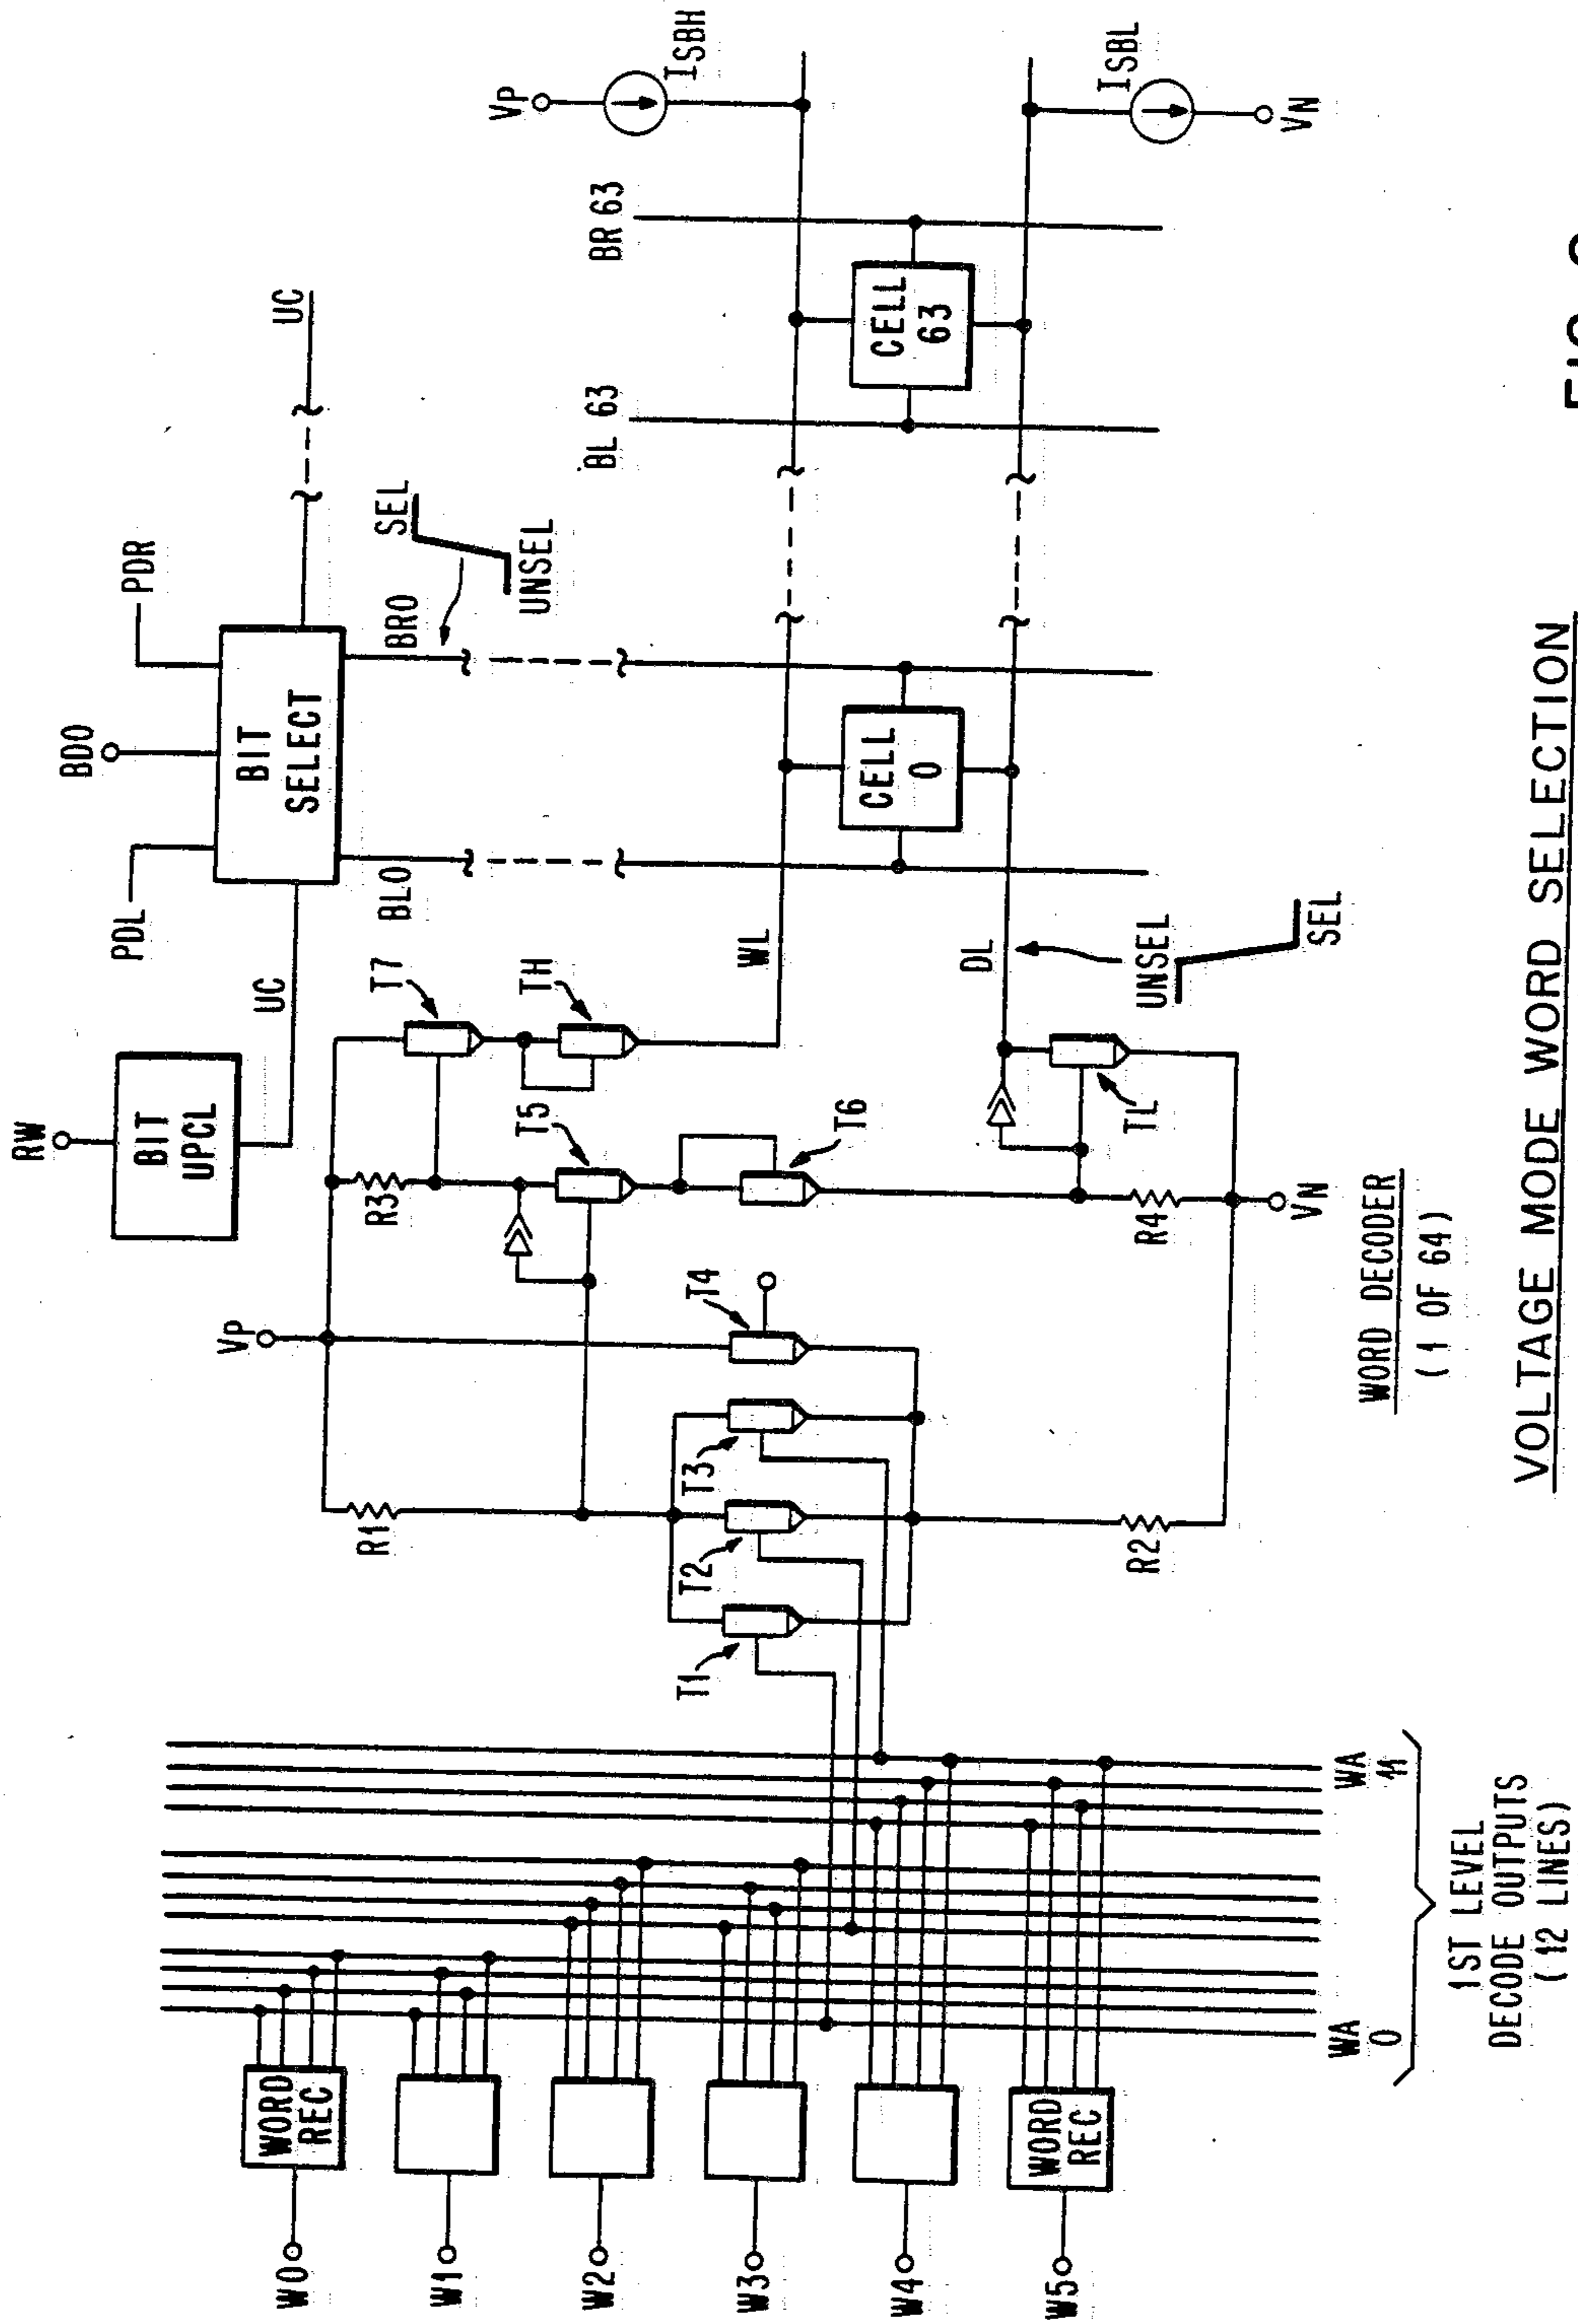 RW
BIT
UPCL
UC
PDL
BD0
PDR
BIT
SELECT
UC
BL0
BR0
SEL
UNSEL
VP
ISBH
BL 63
BR 63
VP
R1
R3
T7
TH
T5
T6
T4
T3
T2
T1
WL
CELL
0
CELL
63
DL
UNSEL
SEL
TL
R2
R4
VN
ISBL
VN
W0
WORD
REC
W1
W2
W3
W4
W5
WORD
REC
WA
0
WA
11
1ST LEVEL
DECODE OUTPUTS
(12 LINES)
WORD DECODER
(1 OF 64)
VOLTAGE MODE WORD SELECTION